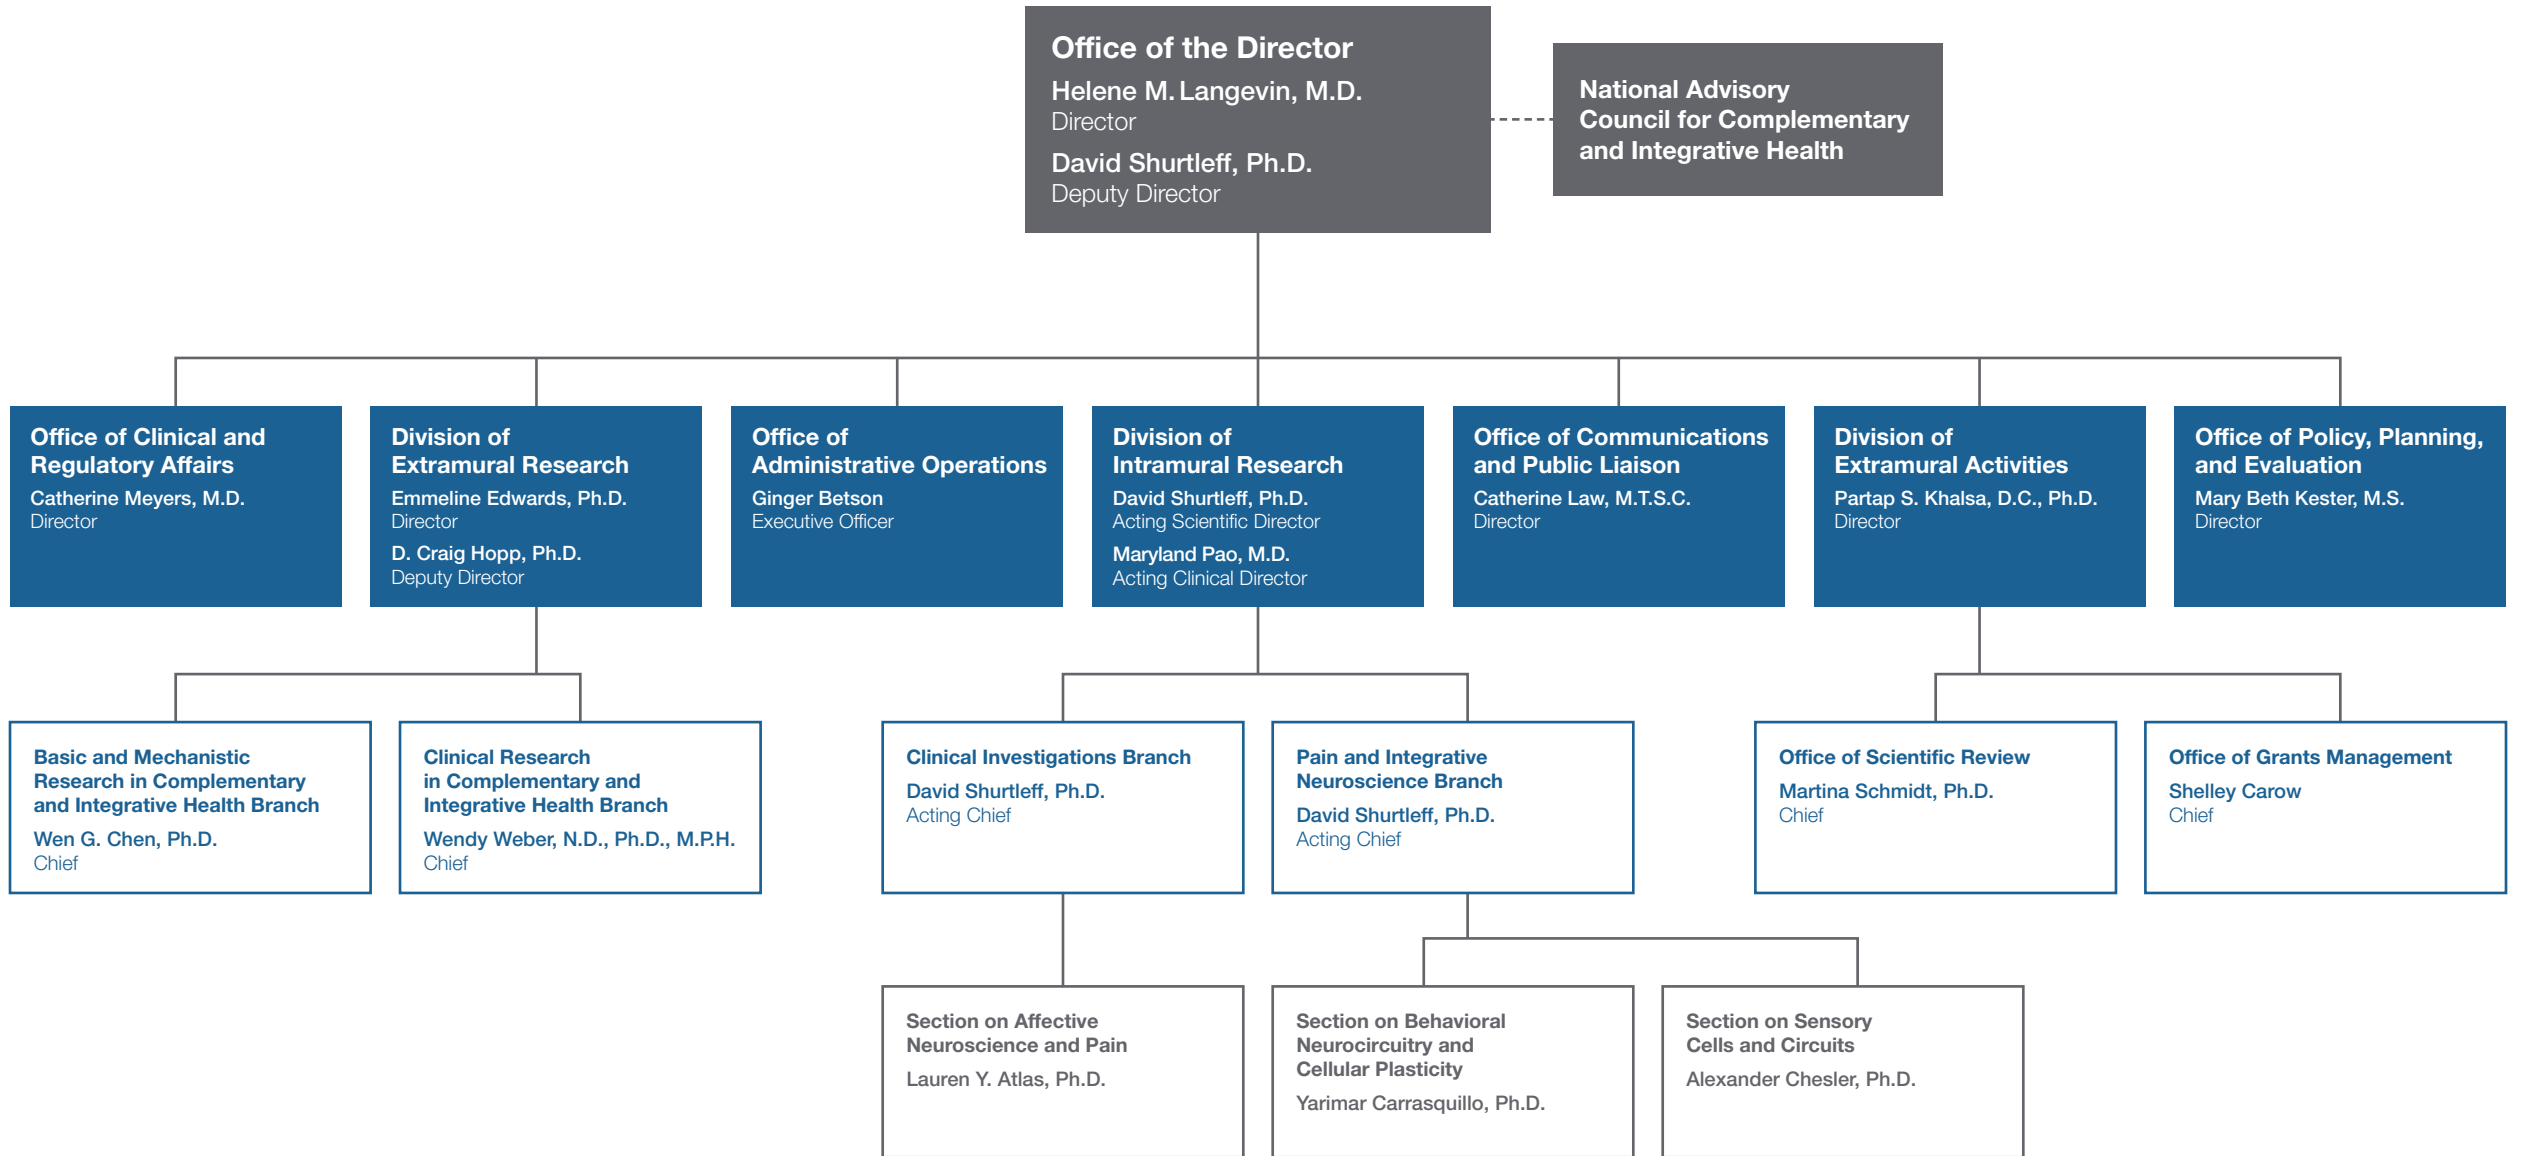 Office of the Director
Helene M. Langevin, M.D.
Director
David Shurtleff, Ph.D.
Deputy Director
National Advisory
Council for Complementary
and Integrative Health
Office of Clinical and
Regulatory Affairs
Catherine Meyers, M.D.
Director
Division of
Extramural Research
Emmeline Edwards, Ph.D.
Director
D. Craig Hopp, Ph.D.
Deputy Director
Office of
Administrative Operations
Ginger Betson
Executive Officer
Division of
Intramural Research
David Shurtleff, Ph.D.
Acting Scientific Director
Maryland Pao, M.D.
Acting Clinical Director
Office of Communications
and Public Liaison
Catherine Law, M.T.S.C.
Director
Division of
Extramural Activities
Partap S. Khalsa, D.C., Ph.D.
Director
Office of Policy, Planning,
and Evaluation
Mary Beth Kester, M.S.
Director
Basic and Mechanistic
Research in Complementary
and Integrative Health Branch
Wen G. Chen, Ph.D.
Chief
Clinical Research
in Complementary and
Integrative Health Branch
Wendy Weber, N.D., Ph.D., M.P.H.
Chief
Clinical Investigations Branch
David Shurtleff, Ph.D.
Acting Chief
Pain and Integrative
Neuroscience Branch
David Shurtleff, Ph.D.
Acting Chief
Office of Scientific Review
Martina Schmidt, Ph.D.
Chief
Office of Grants Management
Shelley Carow
Chief
Section on Affective
Neuroscience and Pain
Lauren Y. Atlas, Ph.D.
Section on Behavioral
Neurocircuitry and
Cellular Plasticity
Yarimar Carrasquillo, Ph.D.
Section on Sensory
Cells and Circuits
Alexander Chesler, Ph.D.